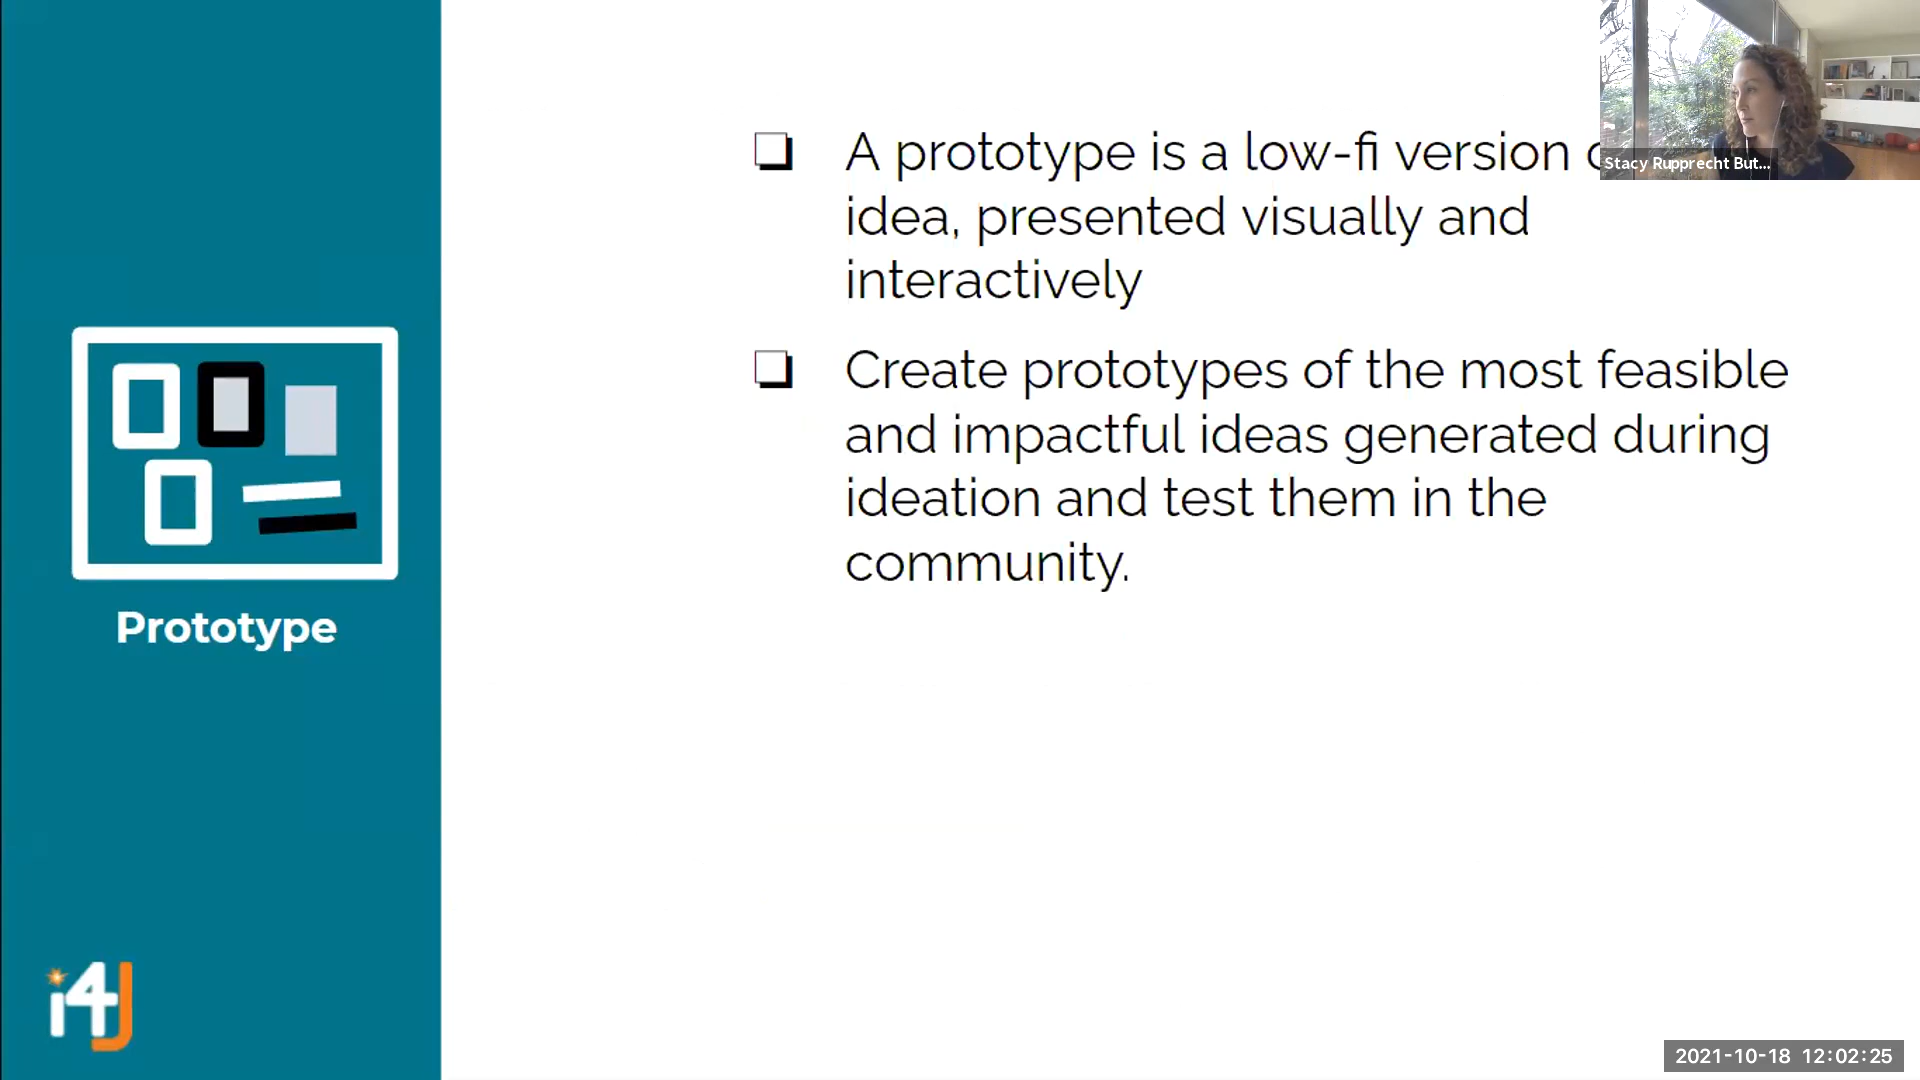 A prototype is a low-fi version
idea, presented visually and
interactively
Create prototypes of the most feasible
and impactful ideas generated during
ideation and test them in the
community.
Prototype
i4J
Stacy Rupprecht But...
2021-10-18 12:02:25